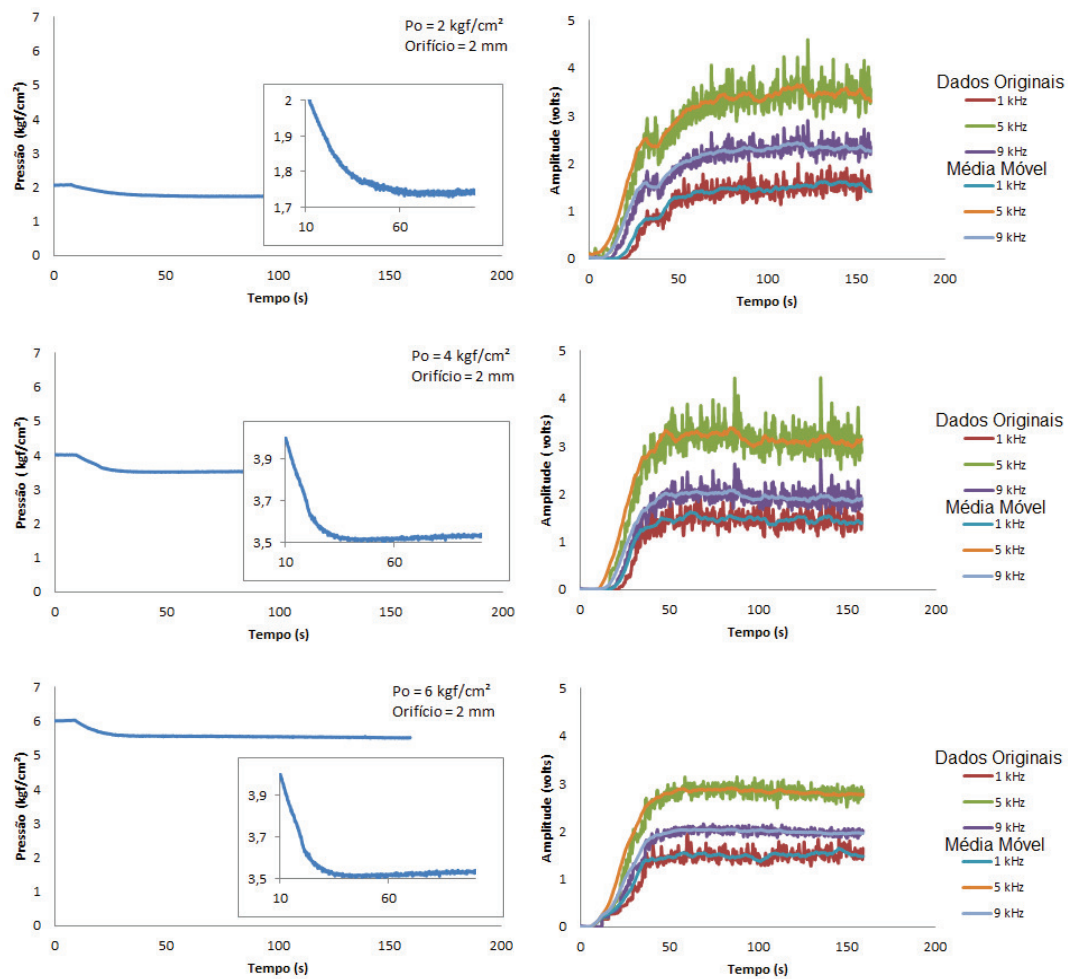 Po = 2 kgf/cm²
Orifício = 2 mm
Pressão (kgf/cm²)
7
6
5
4
3
2
1
0
0 50 100 150 200
Tempo (s)
2
1,9
1,8
1,7
10 60
Amplitude (volts)
5
4
3
2
1
0
0 50 100 150 200
Tempo (s)
Dados Originais
1 kHz
5 kHz
9 kHz
Média Móvel
1 kHz
5 kHz
9 kHz
Po = 4 kgf/cm²
Orifício = 2 mm
Pressão ( kgf/cm²)
7
6
5
4
3
2
1
0
0 50 100 150 200
Tempo (s)
3,9
3,7
3,5
10 60
Amplitude ( volts)
5
4
3
2
1
0
0 50 100 150 200
Tempo (s)
Dados Originais
1 kHz
5 kHz
9 kHz
Média Móvel
1 kHz
5 kHz
9 kHz
Po = 6 kgf/cm²
Orifício = 2 mm
Pressão (kgf/cm²)
7
6
5
4
3
2
1
0
0 50 100 150 200
Tempo (s)
3,9
3,7
3,5
10 60
Amplitude (volts)
5
4
3
2
1
0
0 50 100 150 200
Tempo (s)
Dados Originais
1 kHz
5 kHz
9 kHz
Média Móvel
1 kHz
5 kHz
9 kHz